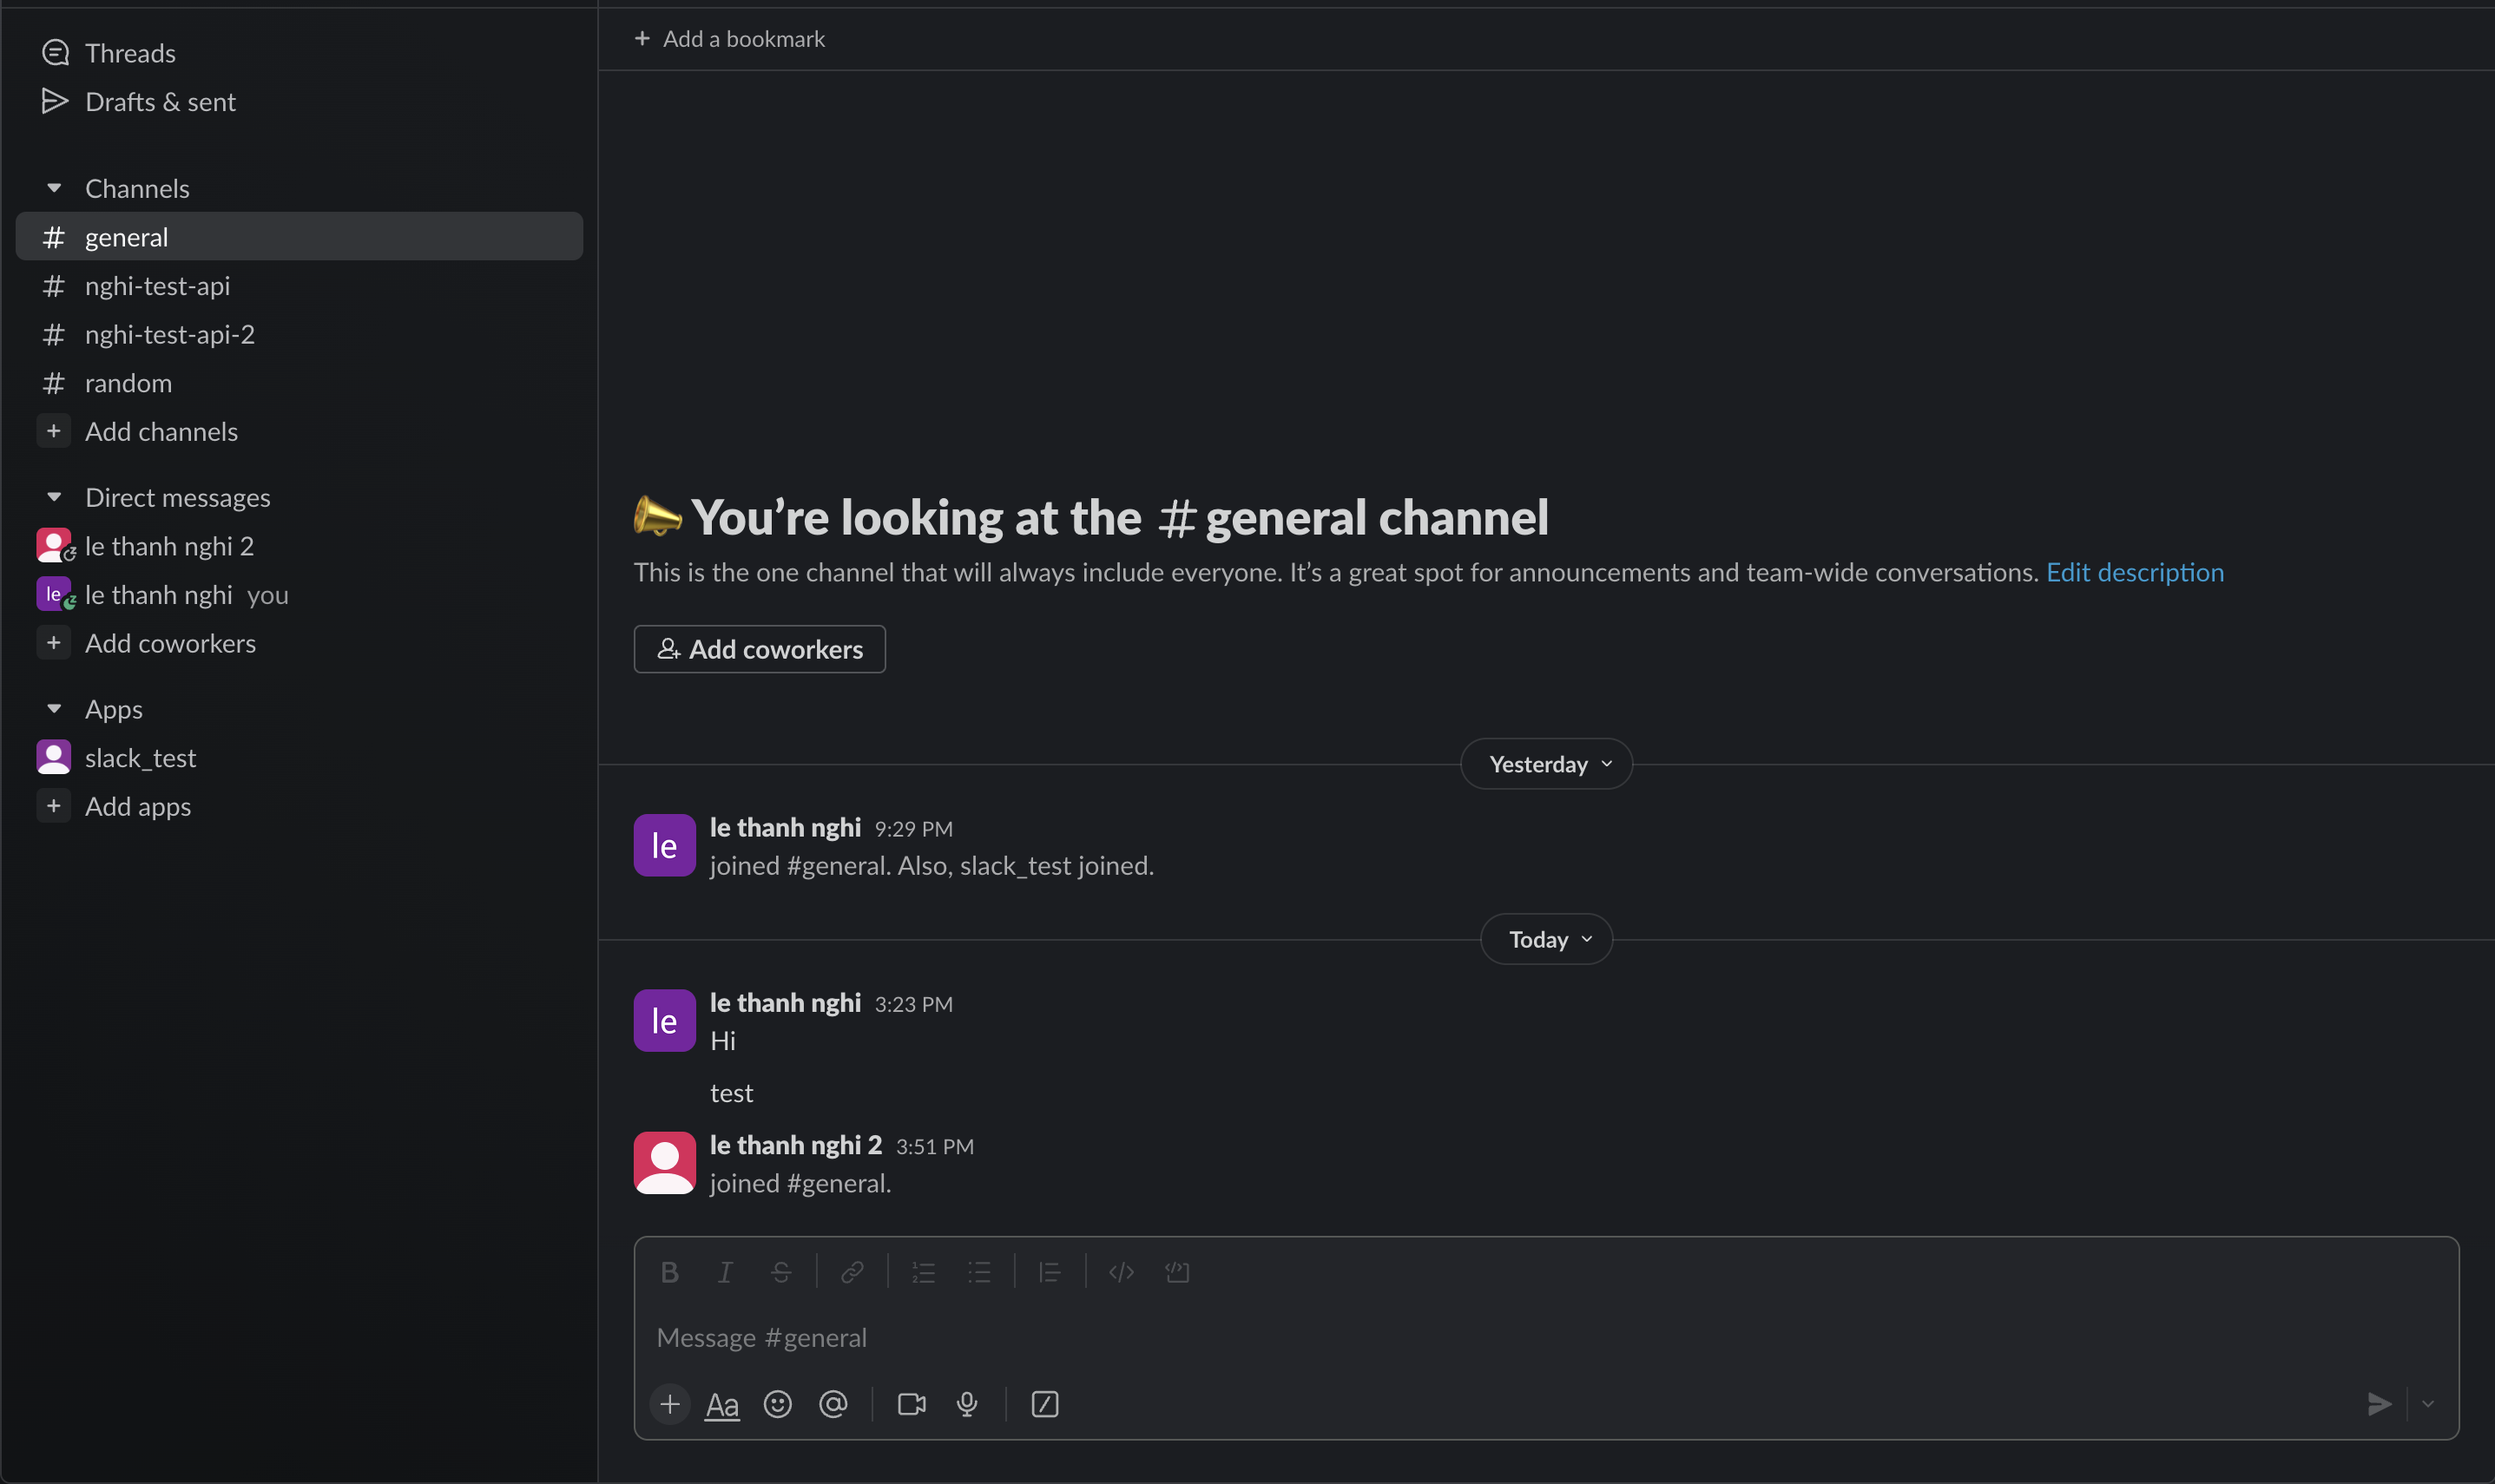 Threads
Drafts & sent
Channels
# general
# nghi-test-api
# nghi-test-api-2
# random
+ Add channels
Direct messages
le thanh nghi 2
le le thanh nghi you
+ Add coworkers
Apps
slack_test
+ Add apps
+ Add a bookmark
You’re looking at the # general channel
This is the one channel that will always include everyone. It’s a great spot for announcements and team-wide conversations. Edit description
Add coworkers
Yesterday
le
le thanh nghi 9:29 PM
joined #general. Also, slack_test joined.
Today
le
le thanh nghi 3:23 PM
Hi
test
le thanh nghi 2 3:51 PM
joined #general.
B I S
Message #general
+ Aa @